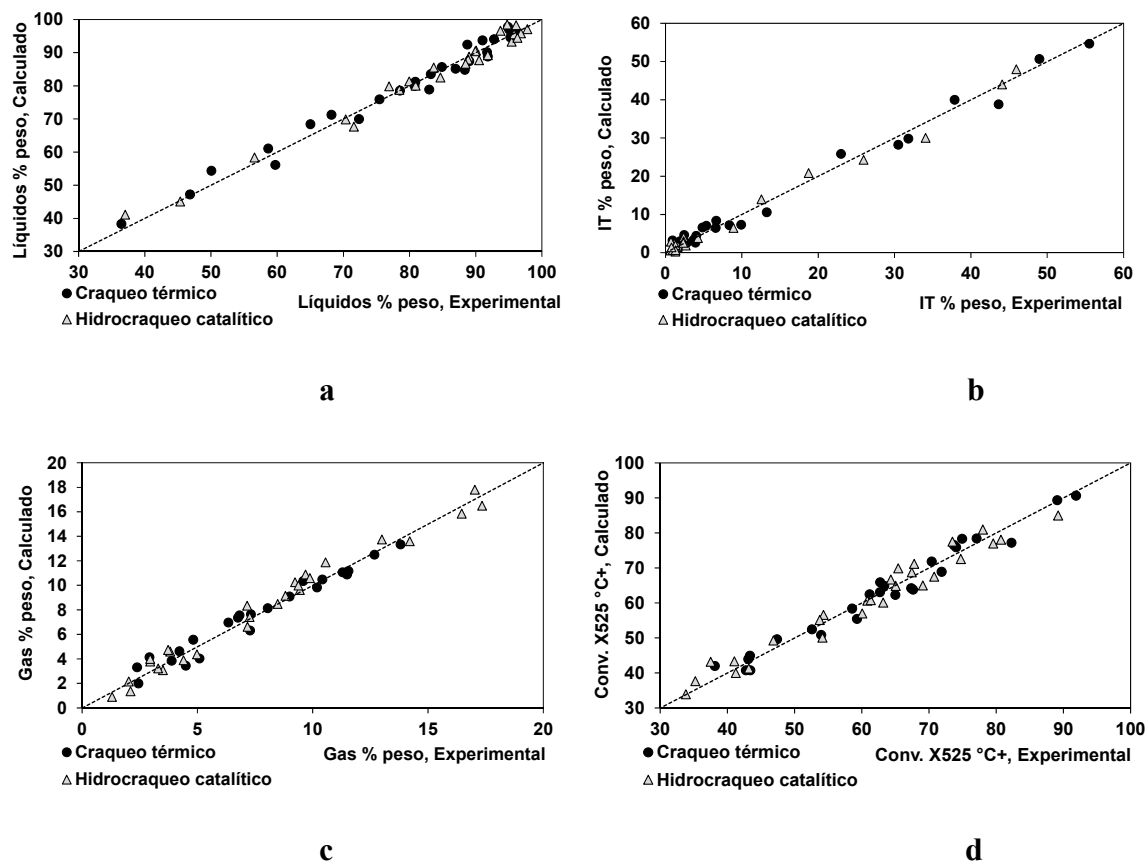 Líquidos % peso, Calculado
100
90
80
70
60
50
40
30
30 40 50 60 70 80 90 100
Líquidos % peso, Experimental
Craqueo térmico
Hidrocraqueo catalítico
a
IT % peso, Calculado
60
50
40
30
20
10
0
0 10 20 30 40 50 60
IT % peso, Experimental
Craqueo térmico
Hidrocraqueo catalítico
b
Gas % peso, Calculado
20
18
16
14
12
10
8
6
4
2
0
0 5 10 15 20
Gas % peso, Experimental
Craqueo térmico
Hidrocraqueo catalítico
c
Conv. X525 °C+, Calculado
100
90
80
70
60
50
40
30
30 40 50 60 70 80 90 100
Conv. X525 °C+, Experimental
Craqueo térmico
Hidrocraqueo catalítico
d